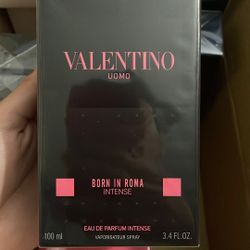 VALENTINO
UOMO
BORN IN ROMA
INTENSE
EAU DE PARFUM INTENSE
100 ml VAPORISATEUR SPRAY 3.4 FL.OZ.